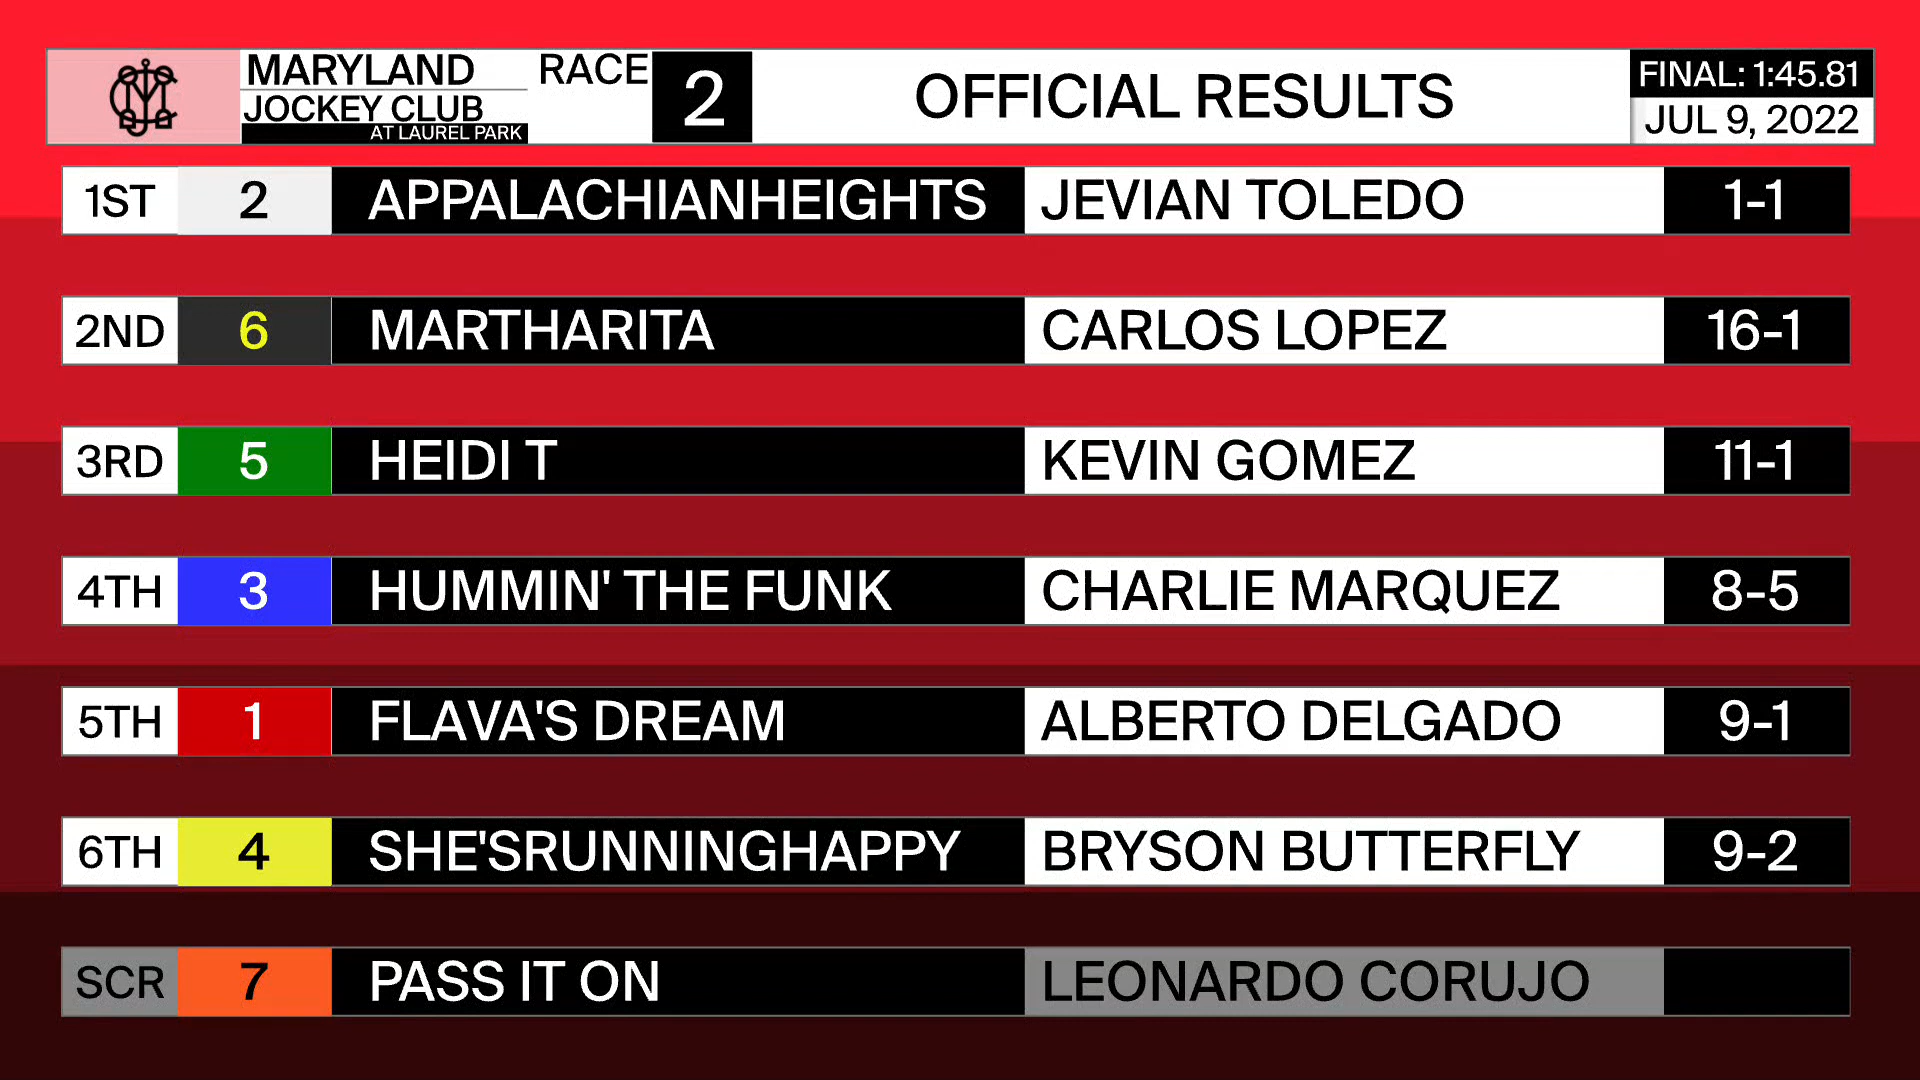 MARYLAND
JOCKEY CLUB
AT LAUREL PARK
RACE 2
OFFICIAL RESULTS
FINAL: 1:45.81
JUL 9, 2022
1ST 2 APPALACHIANHEIGHTS JEVIAN TOLEDO 1-1
2ND 6 MARTHARITA CARLOS LOPEZ 16-1
3RD 5 HEIDI T KEVIN GOMEZ 11-1
4TH 3 HUMMIN' THE FUNK CHARLIE MARQUEZ 8-5
5TH 1 FLAVA'S DREAM ALBERTO DELGADO 9-1
6TH 4 SHE'SRUNNINGHAPPY BRYSON BUTTERFLY 9-2
SCR 7 PASS IT ON LEONARDO CORUJO